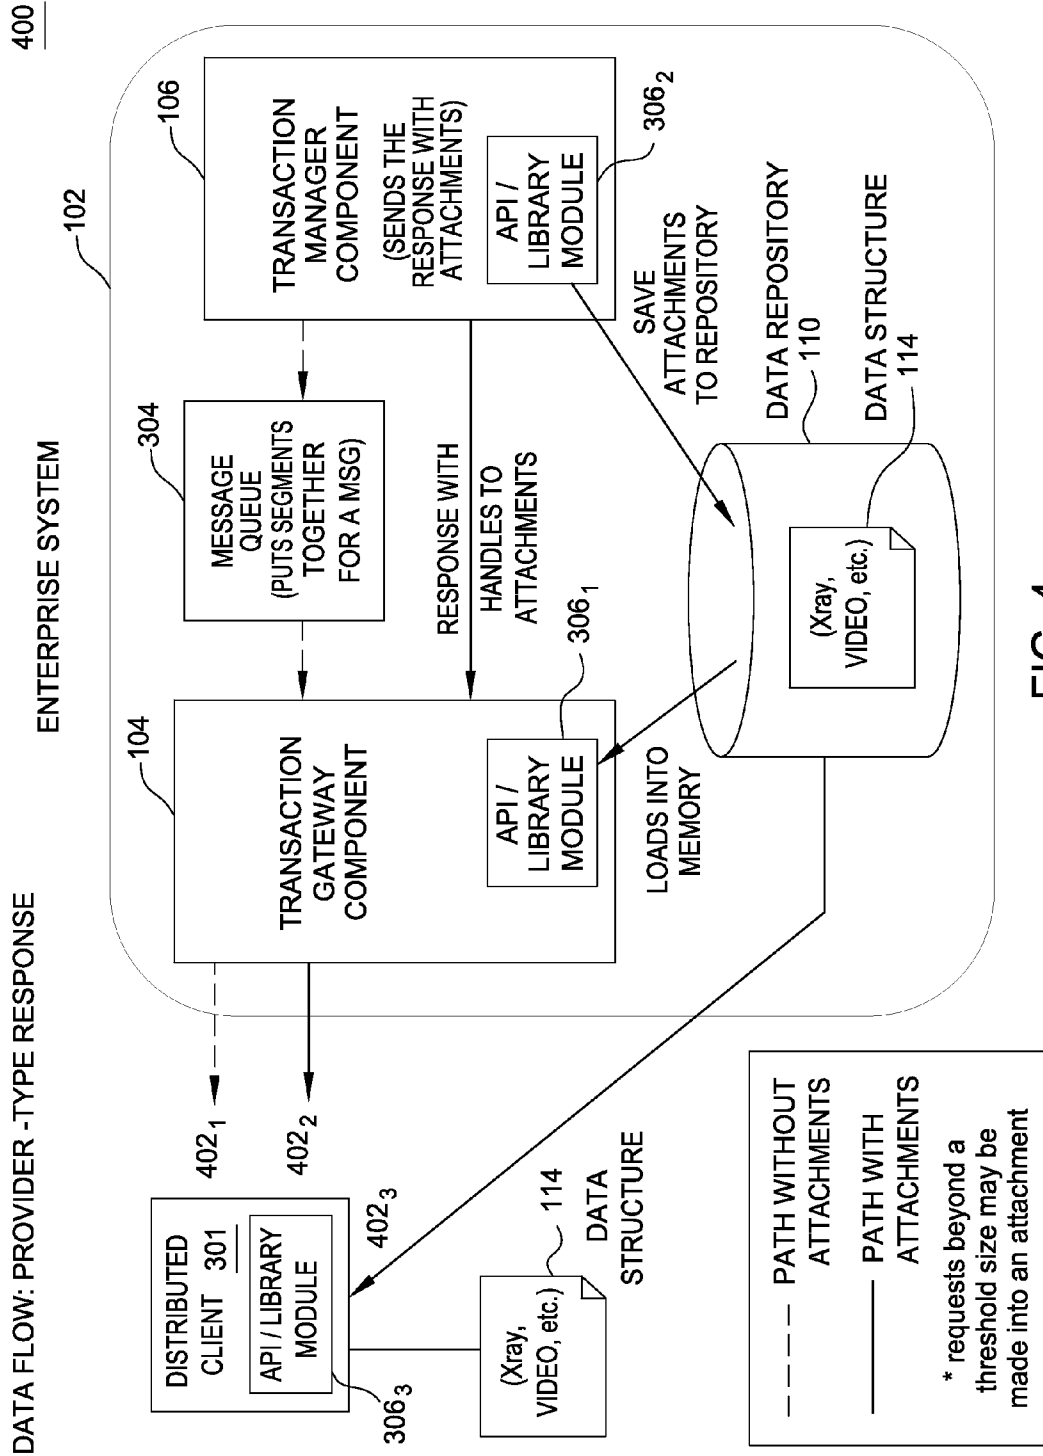 DATA FLOW: PROVIDER -TYPE RESPONSE
400
ENTERPRISE SYSTEM
102
DISTRIBUTED
CLIENT 301
API / LIBRARY
MODULE
306₃
402₁
402₂
402₃
(Xray,
VIDEO, etc.)
114
DATA
STRUCTURE
104
TRANSACTION
GATEWAY
COMPONENT
API /
LIBRARY
MODULE
306₁
LOADS INTO
MEMORY
304
MESSAGE
QUEUE
(PUTS SEGMENTS
TOGETHER
FOR A MSG)
RESPONSE WITH
HANDLES TO
ATTACHMENTS
106
TRANSACTION
MANAGER
COMPONENT
(SENDS THE
RESPONSE WITH
ATTACHMENTS)
API /
LIBRARY
MODULE
306₂
SAVE
ATTACHMENTS
TO REPOSITORY
DATA REPOSITORY
110
DATA STRUCTURE
114
(Xray,
VIDEO, etc.)
PATH WITHOUT
ATTACHMENTS
PATH WITH
ATTACHMENTS
* requests beyond a
threshold size may be
made into an attachment